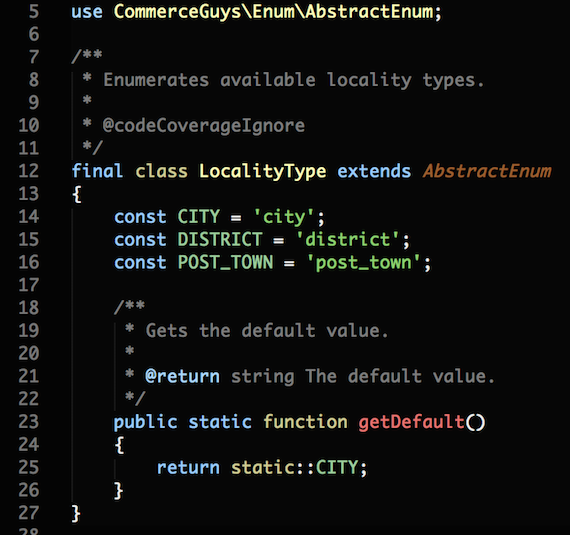 5 use CommerceGuys\Enum\AbstractEnum;
6
7 /**
8  * Enumerates available locality types.
9  *
10  * @codeCoverageIgnore
11  */
12 final class LocalityType extends AbstractEnum
13 {
14     const CITY = 'city';
15     const DISTRICT = 'district';
16     const POST_TOWN = 'post_town';
17
18     /**
19      * Gets the default value.
20      *
21      * @return string The default value.
22      */
23     public static function getDefault()
24     {
25         return static::CITY;
26     }
27 }
28